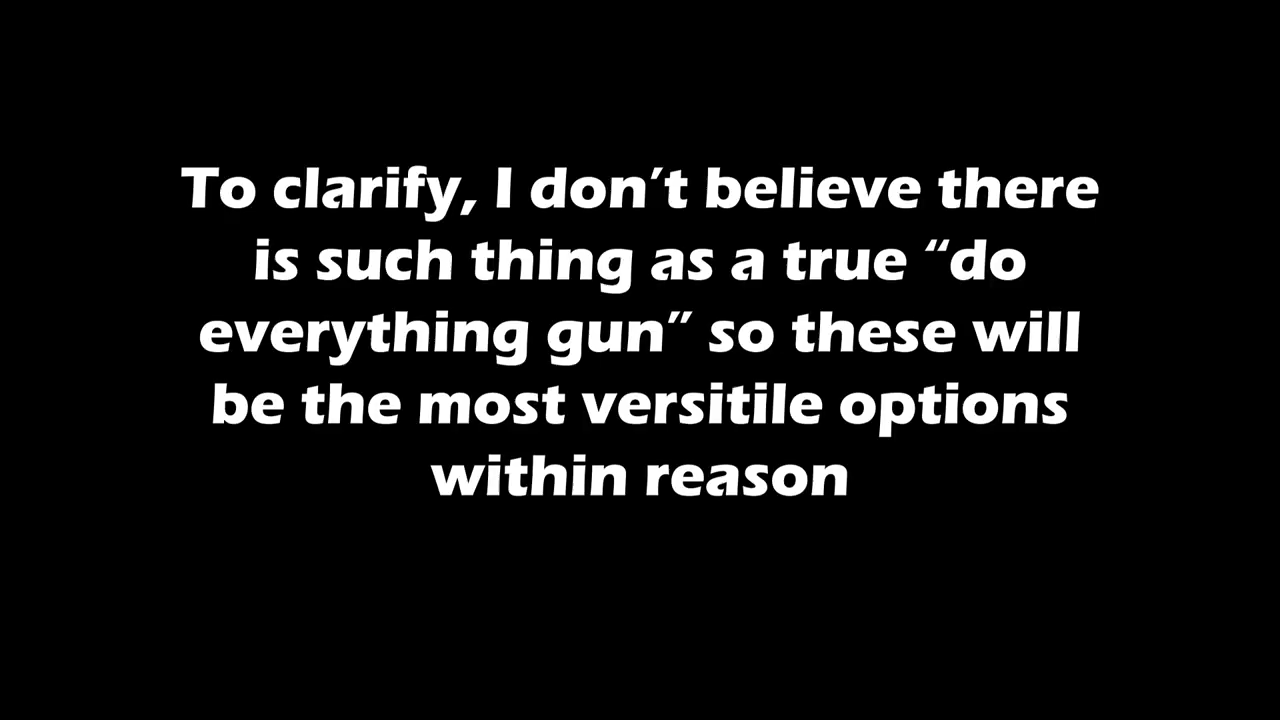 To clarify, I don’t believe there
is such thing as a true “do
everything gun” so these will
be the most versitile options
within reason